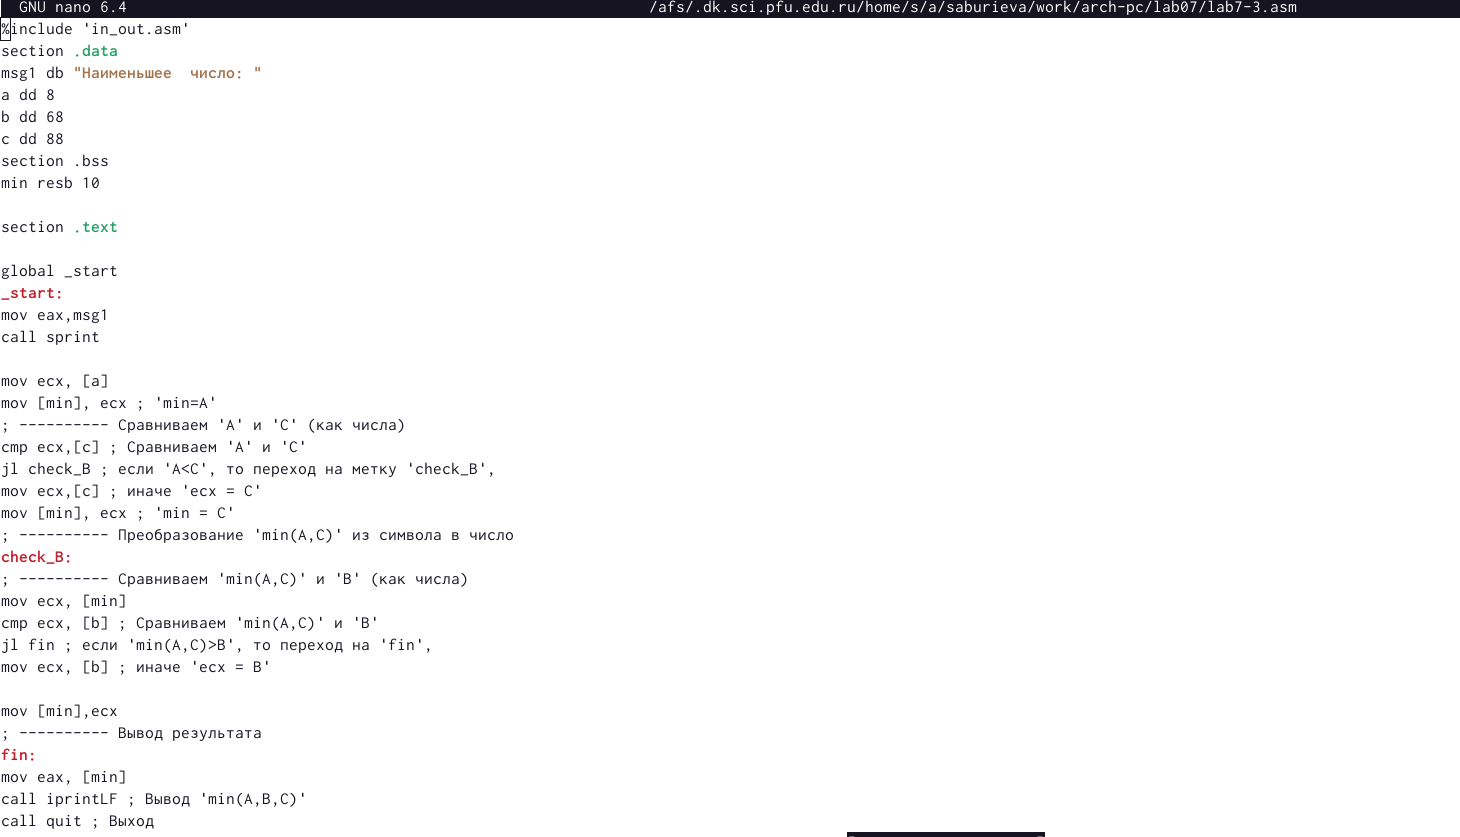 GNU nano 6.4 /afs/.dk.sci.pfu.edu.ru/home/s/a/saburieva/work/arch-pc/lab07/lab7-3.asm
%include 'in_out.asm'
section .data
msg1 db "Наименьшее  число: "
a dd 8
b dd 68
c dd 88
section .bss
min resb 10
section .text
global _start
_start:
mov eax,msg1
call sprint
mov ecx, [a]
mov [min], ecx ; 'min=A'
; ---------- Сравниваем 'A' и 'C' (как числа)
cmp ecx,[c] ; Сравниваем 'A' и 'C'
jl check_B ; если 'A<C', то переход на метку 'check_B',
mov ecx,[c] ; иначе 'ecx = C'
mov [min], ecx ; 'min = C'
; ---------- Преобразование 'min(A,C)' из символа в число
check_B:
; ---------- Сравниваем 'min(A,C)' и 'B' (как числа)
mov ecx, [min]
cmp ecx, [b] ; Сравниваем 'min(A,C)' и 'B'
jl fin ; если 'min(A,C)>B', то переход на 'fin',
mov ecx, [b] ; иначе 'ecx = B'
mov [min],ecx
; ---------- Вывод результата
fin:
mov eax, [min]
call iprintLF ; Вывод 'min(A,B,C)'
call quit ; Выход